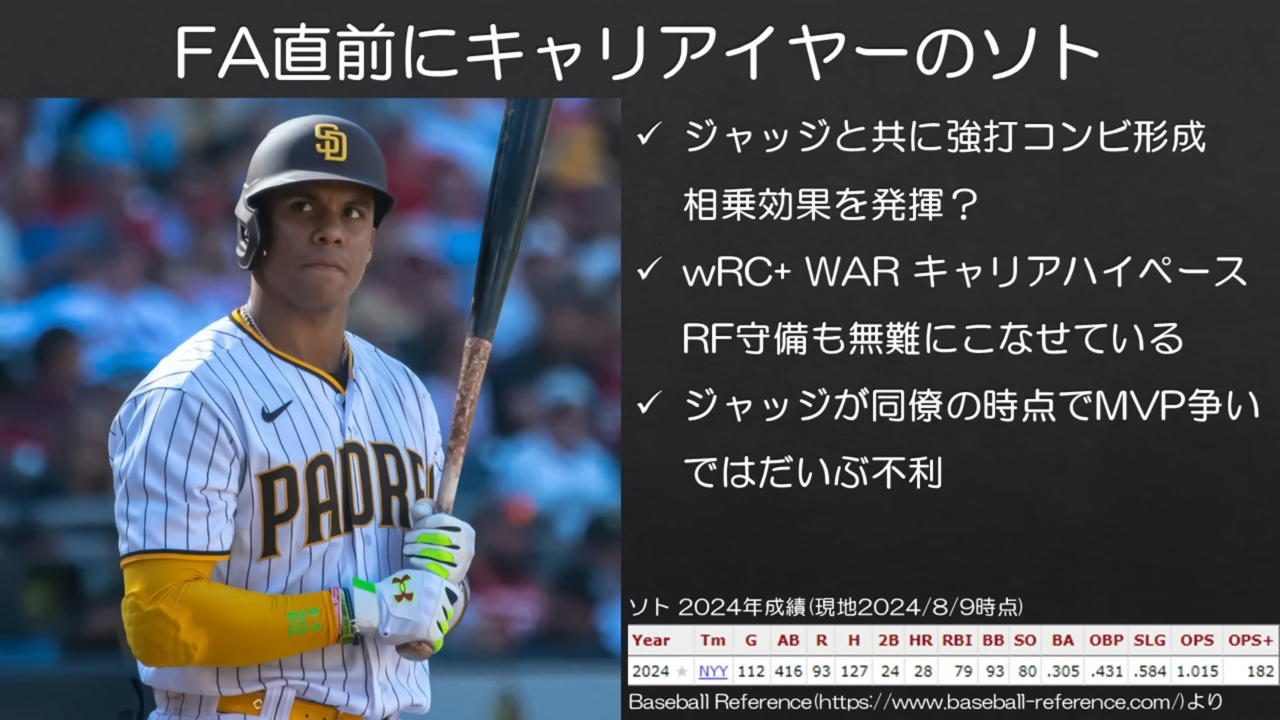 FA直前にキャリアイヤーのソト
✓ ジャッジと共に強打コンビ形成
相乗効果を発揮？
✓ wRC+ WAR キャリアハイペース
RF守備も無難にこなせている
✓ ジャッジが同僚の時点でMVP争い
ではだいぶ不利
SD
PADRE
ソト 2024年成績(現地2024/8/9時点)
Year Tm G AB R H 2B HR RBI BB SO BA OBP SLG OPS OPS+
2024 ★ NYY 112 416 93 127 24 28 79 93 80 .305 .431 .584 1.015 182
Baseball Reference(https://www.baseball-reference.com/)より